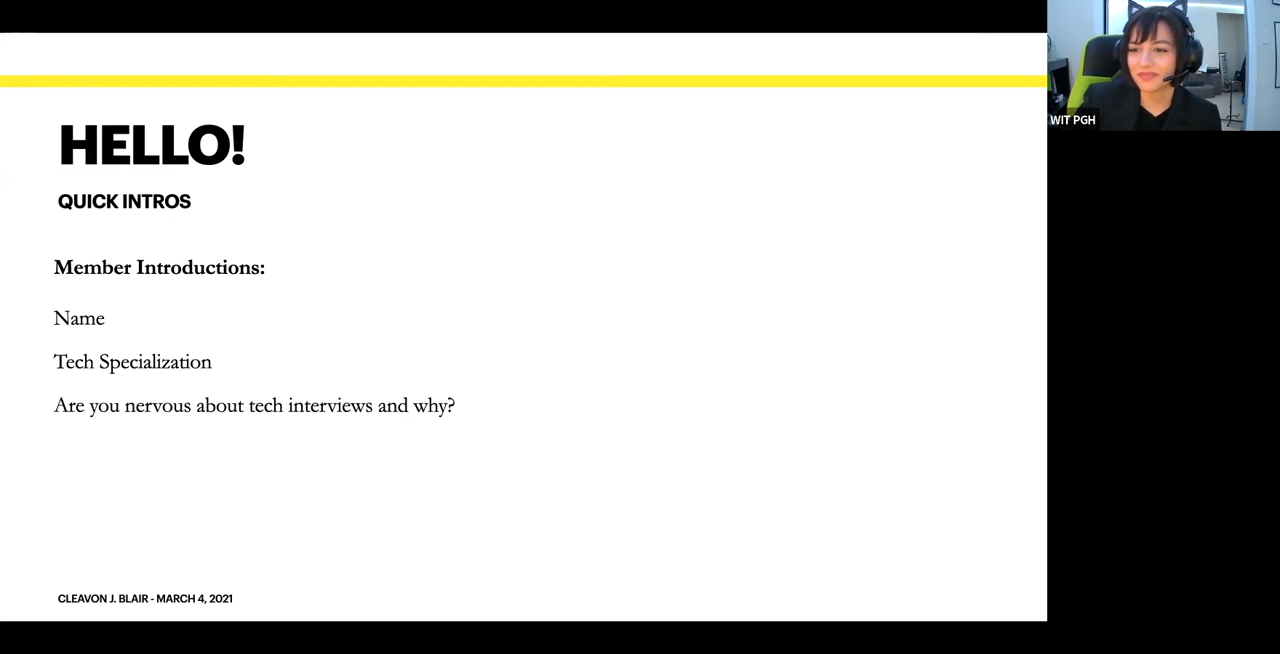 HELLO!
QUICK INTROS
Member Introductions:
Name
Tech Specialization
Are you nervous about tech interviews and why?
CLEAVON J. BLAIR - MARCH 4, 2021
WIT PGH